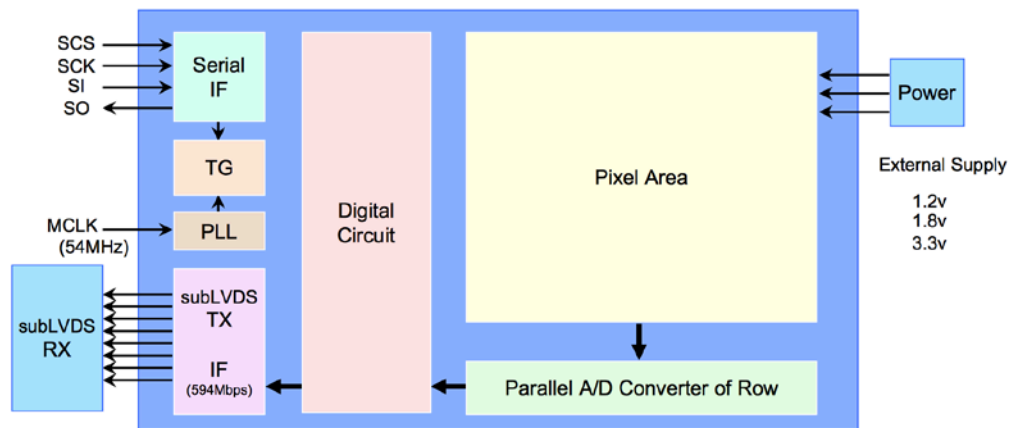 SCS
SCK
SI
SO
Serial
IF
TG
PLL
MCLK
(54MHz)
subLVDS
RX
subLVDS
TX
IF
(594Mbps)
Digital
Circuit
Pixel Area
Parallel A/D Converter of Row
Power
External Supply
1.2v
1.8v
3.3v